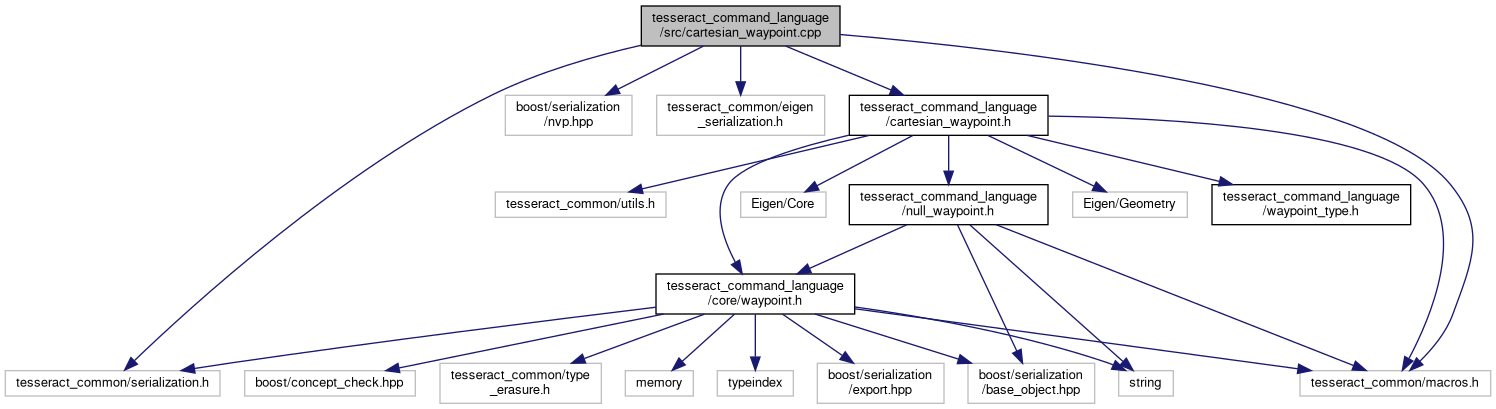 tesseract_command_language
/src/cartesian_waypoint.cpp
boost/serialization
/nvp.hpp
tesseract_common/eigen
_serialization.h
tesseract_command_language
/cartesian_waypoint.h
tesseract_common/utils.h
Eigen/Core
tesseract_command_language
/null_waypoint.h
Eigen/Geometry
tesseract_command_language
/waypoint_type.h
tesseract_command_language
/core/waypoint.h
tesseract_common/serialization.h
boost/concept_check.hpp
tesseract_common/type
_erasure.h
memory
typeindex
boost/serialization
/export.hpp
boost/serialization
/base_object.hpp
string
tesseract_common/macros.h